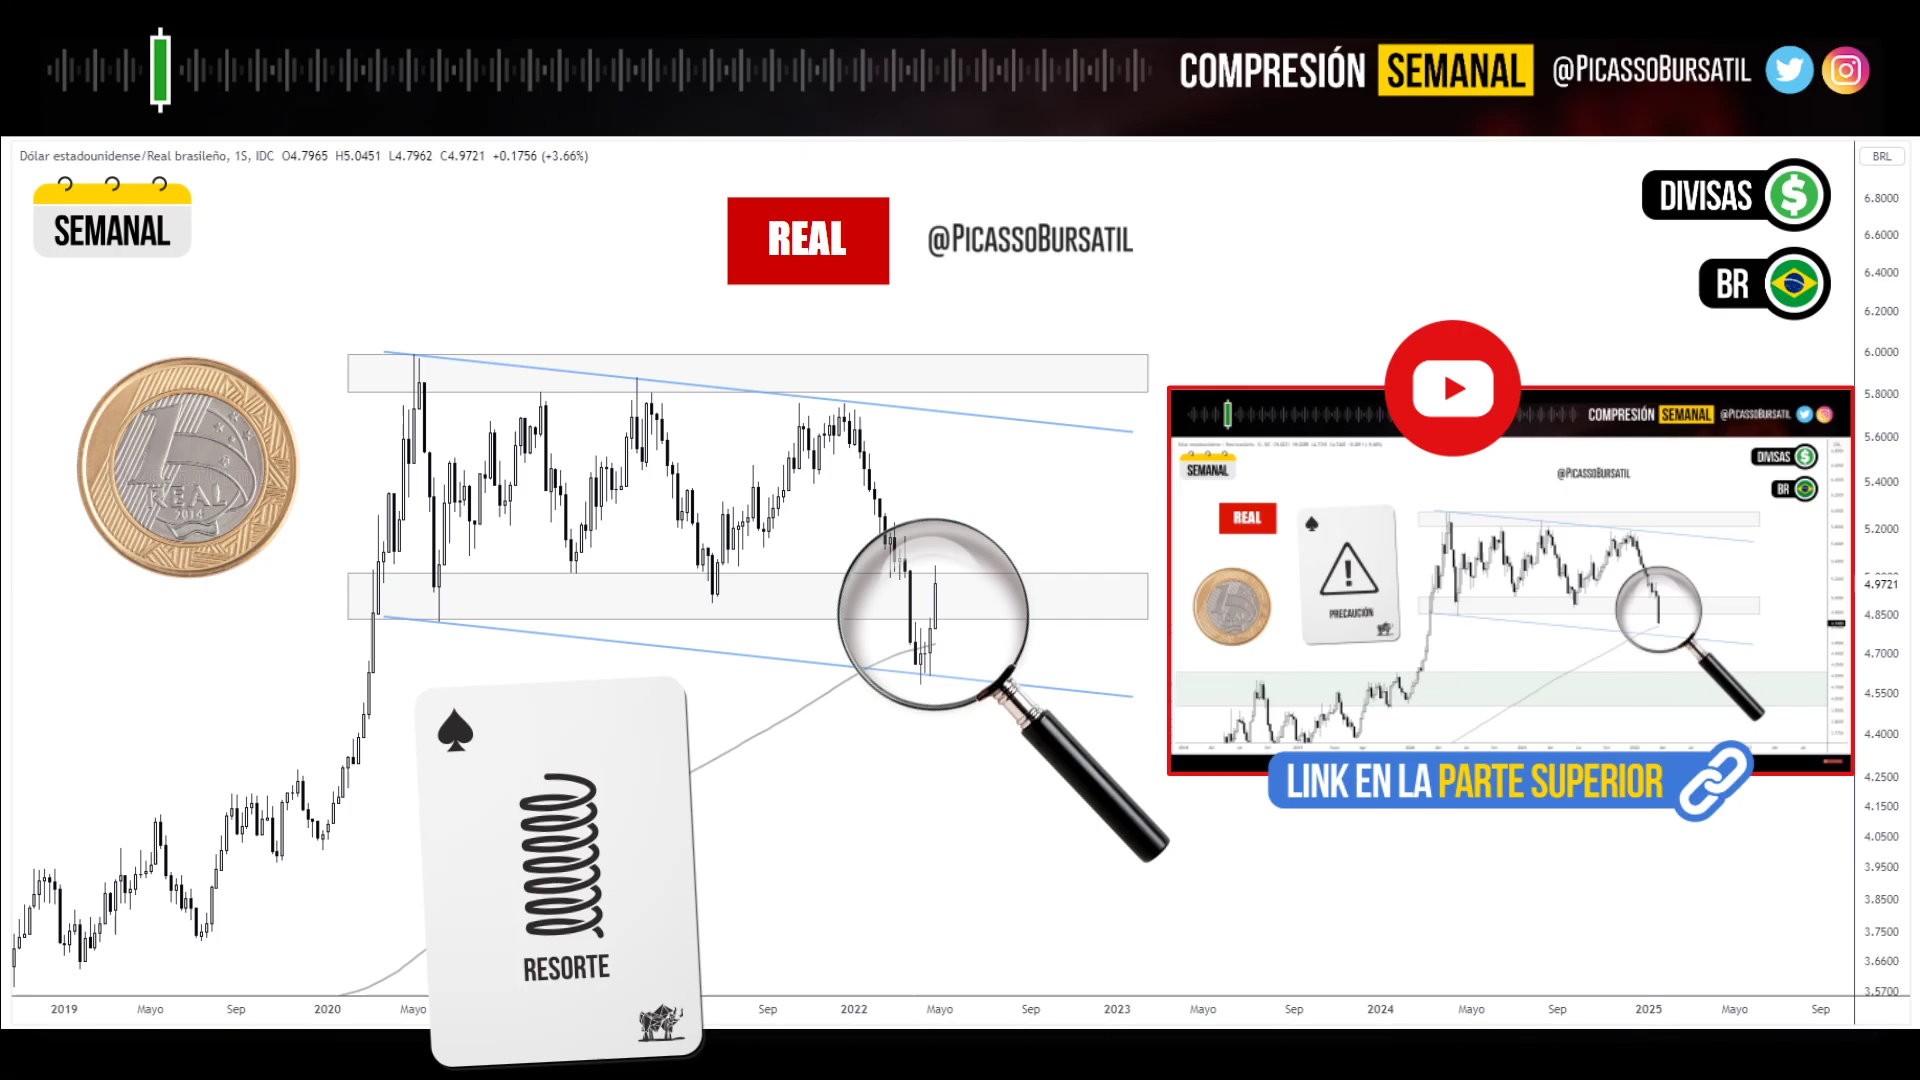 COMPRESIÓN SEMANAL @PICASSOBURSATIL
Dólar estadounidense/Real brasileño, 1S, IDC O4.7965 H5.0451 L4.7962 C4.9721 +0.1756 (+3.66%)
BRL
SEMANAL
REAL
@PICASSOBURSATIL
DIVISAS $
BR
6.8000
6.6000
6.4000
6.2000
6.0000
5.8000
5.6000
5.4000
5.2000
4.9721
4.8500
4.7000
4.5500
4.4000
4.2500
4.1500
4.0500
3.9500
3.8500
3.7500
3.6600
3.5700
REAL
2014
COMPRESIÓN SEMANAL @PICASSOBURSATIL
SEMANAL
@PICASSOBURSATIL
DIVISAS $
BR
REAL
PRECAUCIÓN
LINK EN LA PARTE SUPERIOR
RESORTE
2019 Mayo Sep 2020 Mayo Sep 2022 Mayo Sep 2023 Mayo Sep 2024 Mayo Sep 2025 Mayo Sep